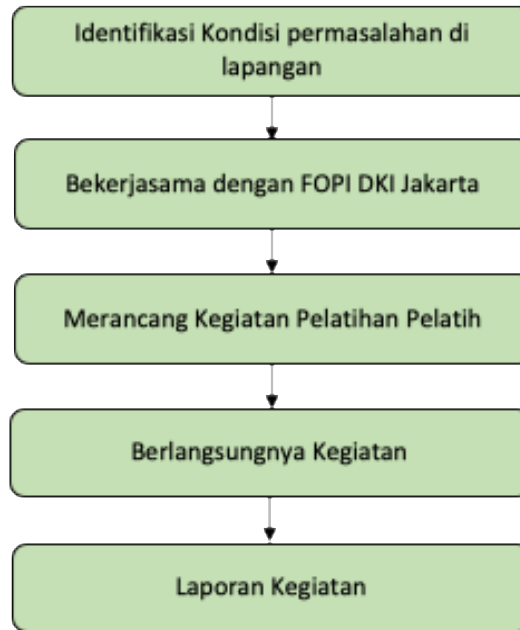 Identifikasi Kondisi permasalahan di
lapangan
Bekerjasama dengan FOPI DKI Jakarta
Merancang Kegiatan Pelatihan Pelatih
Berlangsungnya Kegiatan
Laporan Kegiatan